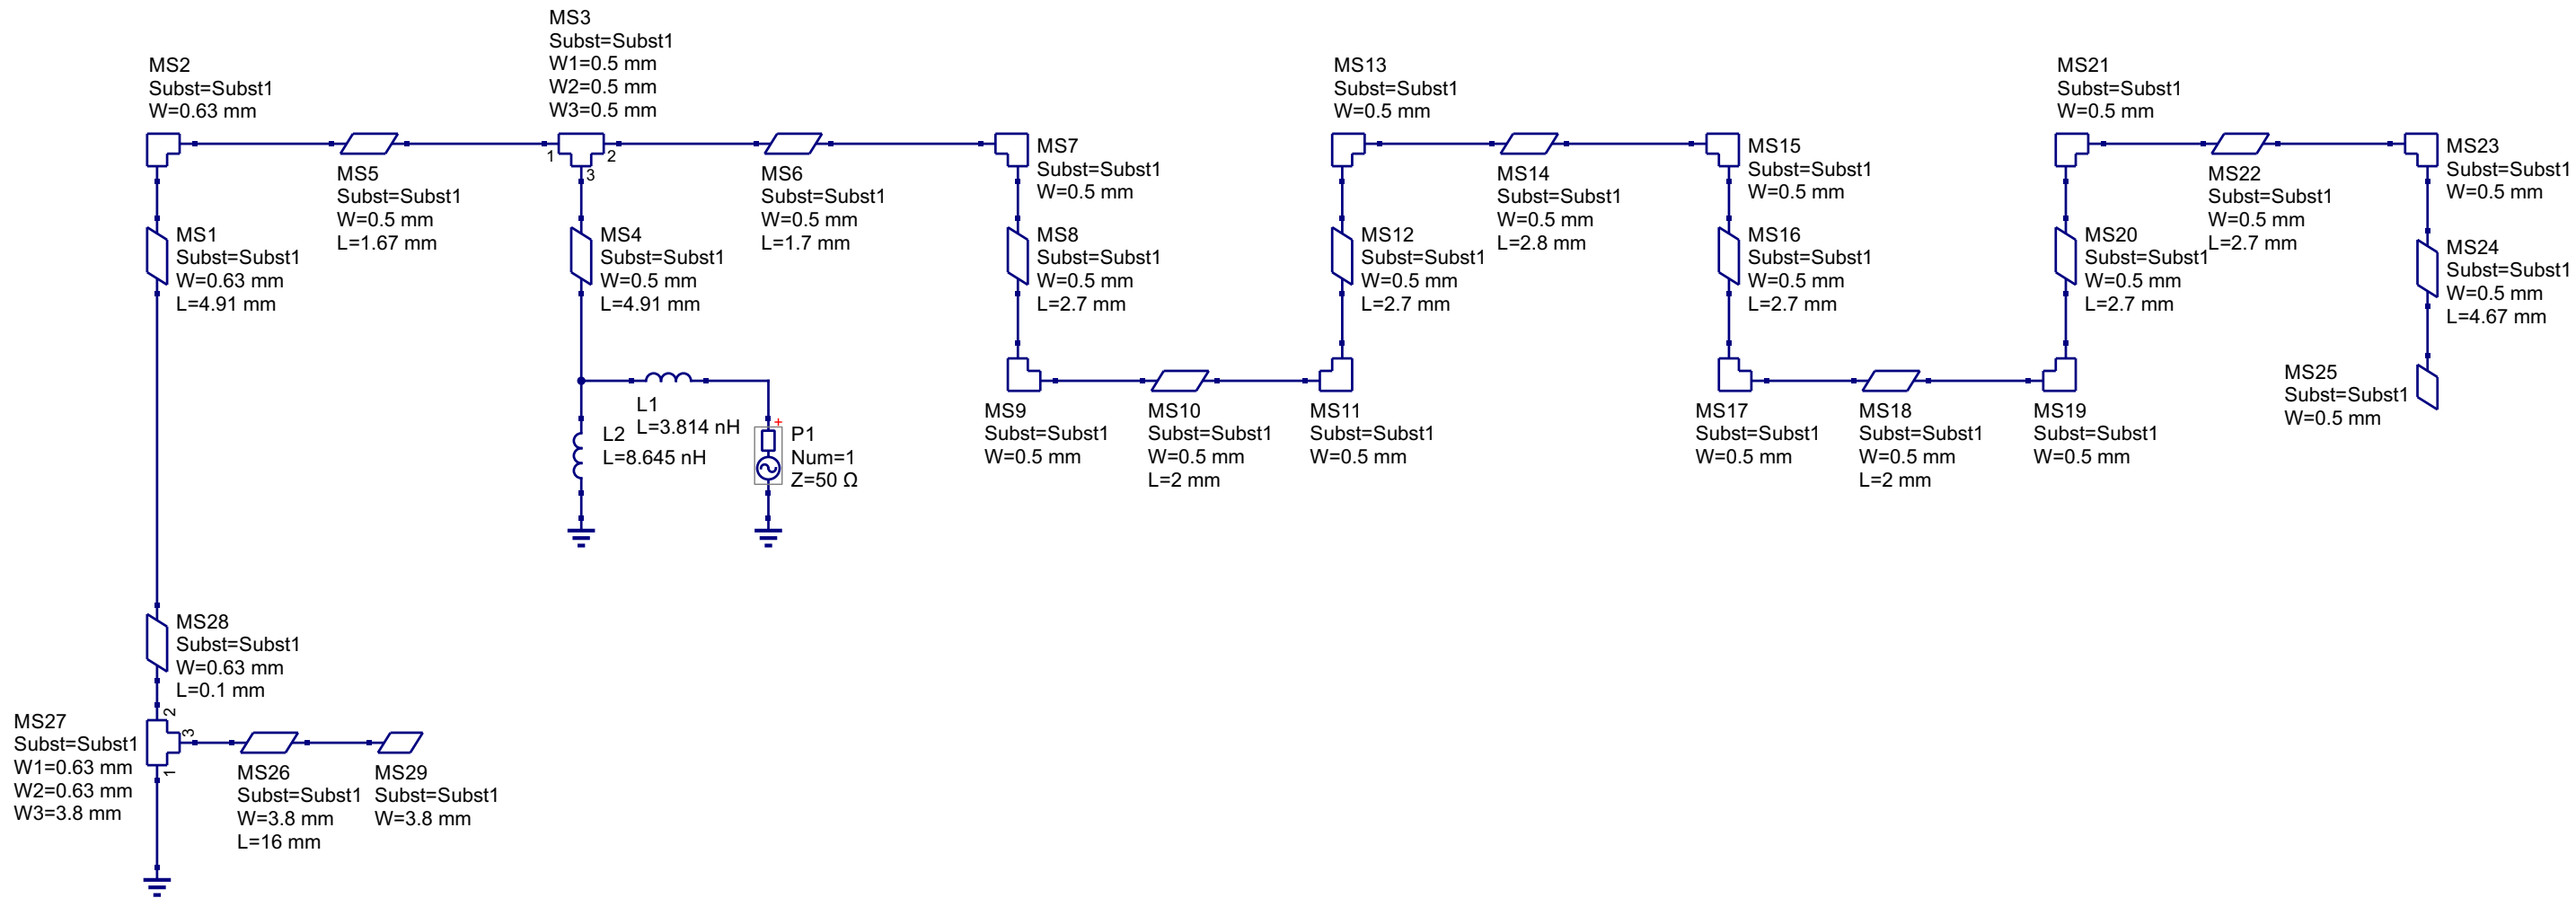 MS3
Subst=Subst1
W1=0.5 mm
W2=0.5 mm
W3=0.5 mm
MS2
Subst=Subst1
W=0.63 mm
MS13
Subst=Subst1
W=0.5 mm
MS21
Subst=Subst1
W=0.5 mm
1
2
3
MS5
Subst=Subst1
W=0.5 mm
L=1.67 mm
MS6
Subst=Subst1
W=0.5 mm
L=1.7 mm
MS7
Subst=Subst1
W=0.5 mm
MS14
Subst=Subst1
W=0.5 mm
L=2.8 mm
MS15
Subst=Subst1
W=0.5 mm
MS22
Subst=Subst1
W=0.5 mm
L=2.7 mm
MS23
Subst=Subst1
W=0.5 mm
MS1
Subst=Subst1
W=0.63 mm
L=4.91 mm
MS4
Subst=Subst1
W=0.5 mm
L=4.91 mm
MS8
Subst=Subst1
W=0.5 mm
L=2.7 mm
MS12
Subst=Subst1
W=0.5 mm
L=2.7 mm
MS16
Subst=Subst1
W=0.5 mm
L=2.7 mm
MS20
Subst=Subst1
W=0.5 mm
L=2.7 mm
MS24
Subst=Subst1
W=0.5 mm
L=4.67 mm
L1
L=3.814 nH
L2
L=8.645 nH
+
P1
Num=1
Z=50 Ω
MS9
Subst=Subst1
W=0.5 mm
MS10
Subst=Subst1
W=0.5 mm
L=2 mm
MS11
Subst=Subst1
W=0.5 mm
MS17
Subst=Subst1
W=0.5 mm
MS18
Subst=Subst1
W=0.5 mm
L=2 mm
MS19
Subst=Subst1
W=0.5 mm
MS25
Subst=Subst1
W=0.5 mm
MS28
Subst=Subst1
W=0.63 mm
L=0.1 mm
MS27
Subst=Subst1
W1=0.63 mm
W2=0.63 mm
W3=3.8 mm
2
3
1
MS26
Subst=Subst1
W=3.8 mm
L=16 mm
MS29
Subst=Subst1
W=3.8 mm